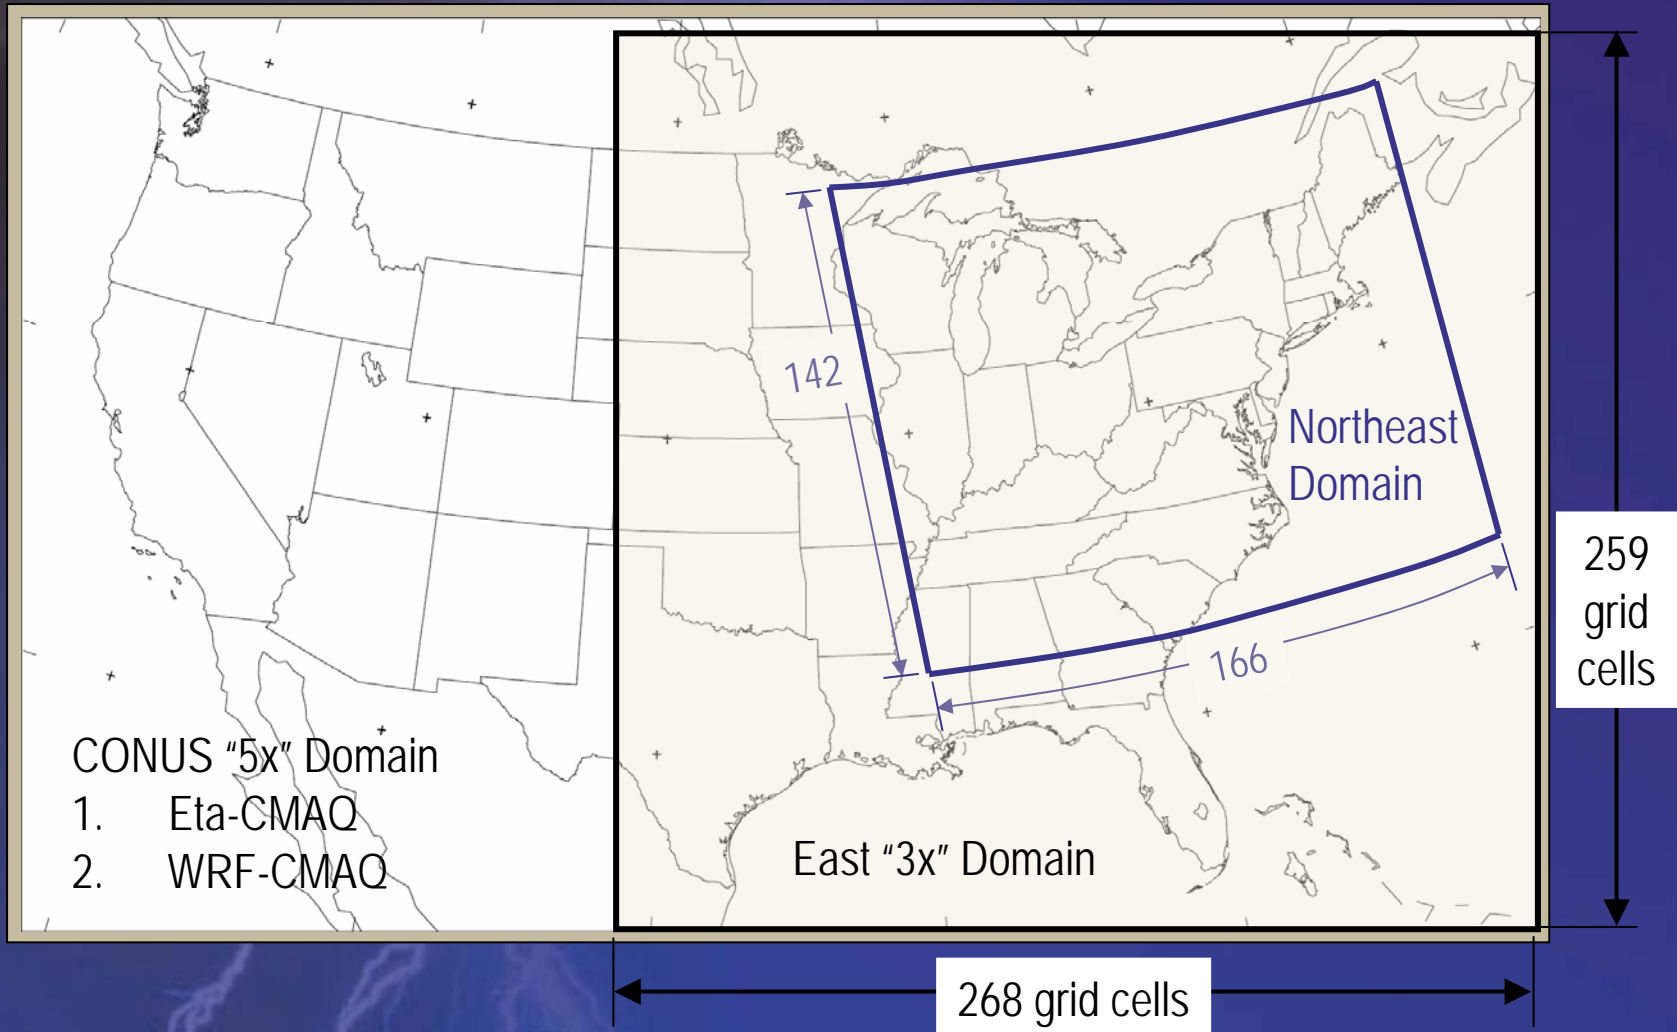 142
Northeast
Domain
259
grid
cells
166
CONUS “5x” Domain
1. Eta-CMAQ
2. WRF-CMAQ
East “3x” Domain
268 grid cells